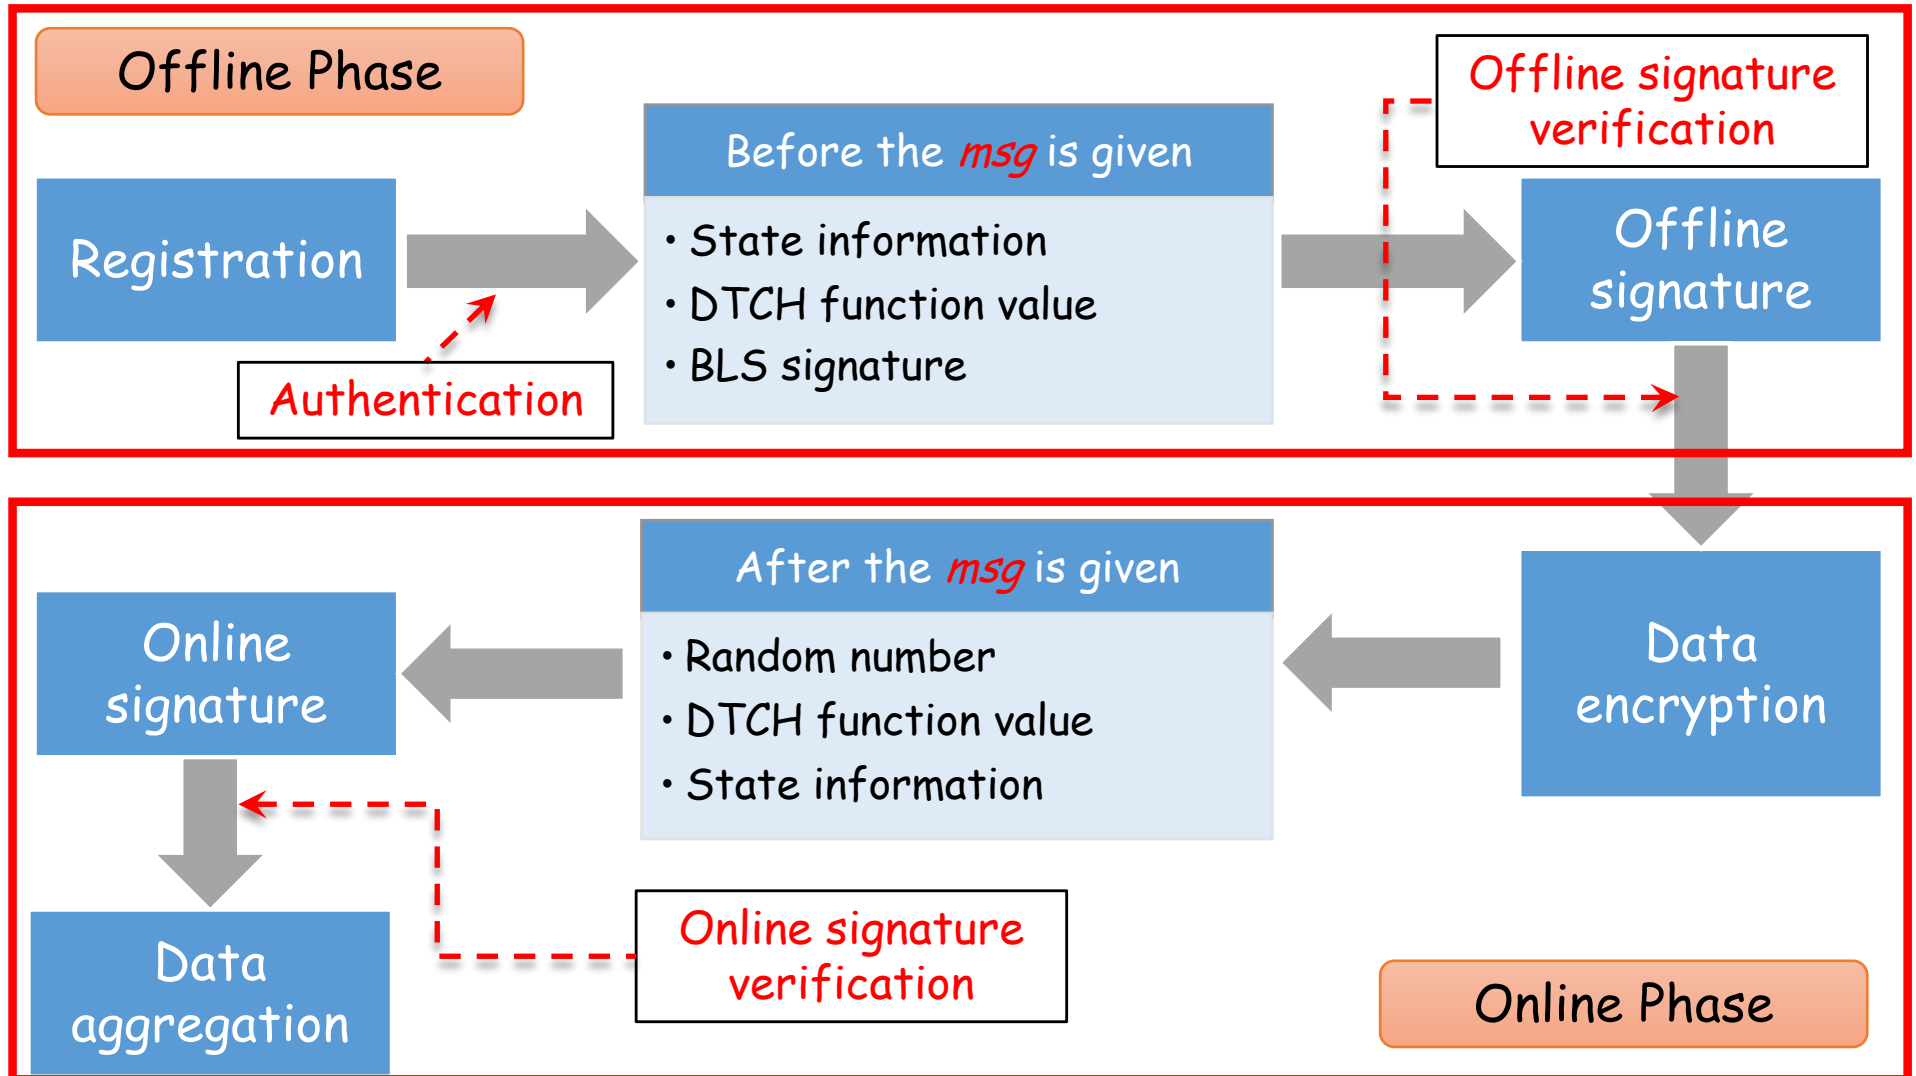 Offline Phase
Registration
Authentication
Before the msg is given
• State information
• DTCH function value
• BLS signature
Offline signature
verification
Offline
signature
Data
encryption
After the msg is given
• Random number
• DTCH function value
• State information
Online
signature
Online signature
verification
Data
aggregation
Online Phase